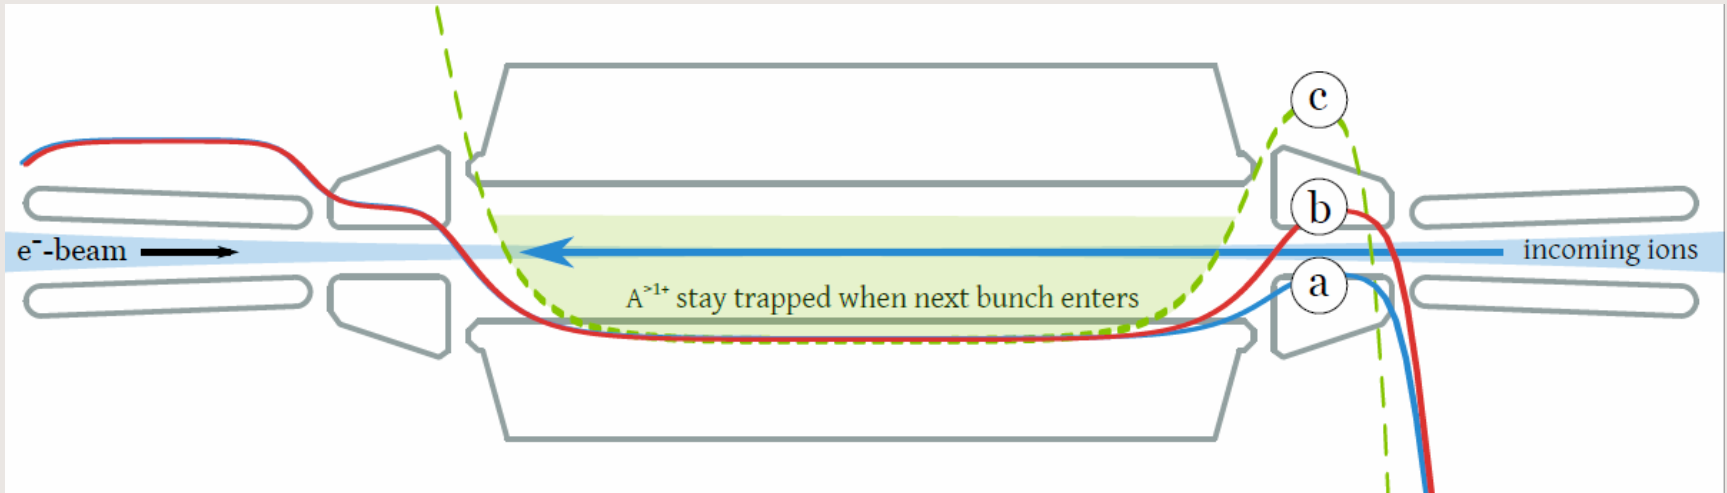 c
b
e⁻-beam
incoming ions
a
A>1+ stay trapped when next bunch enters